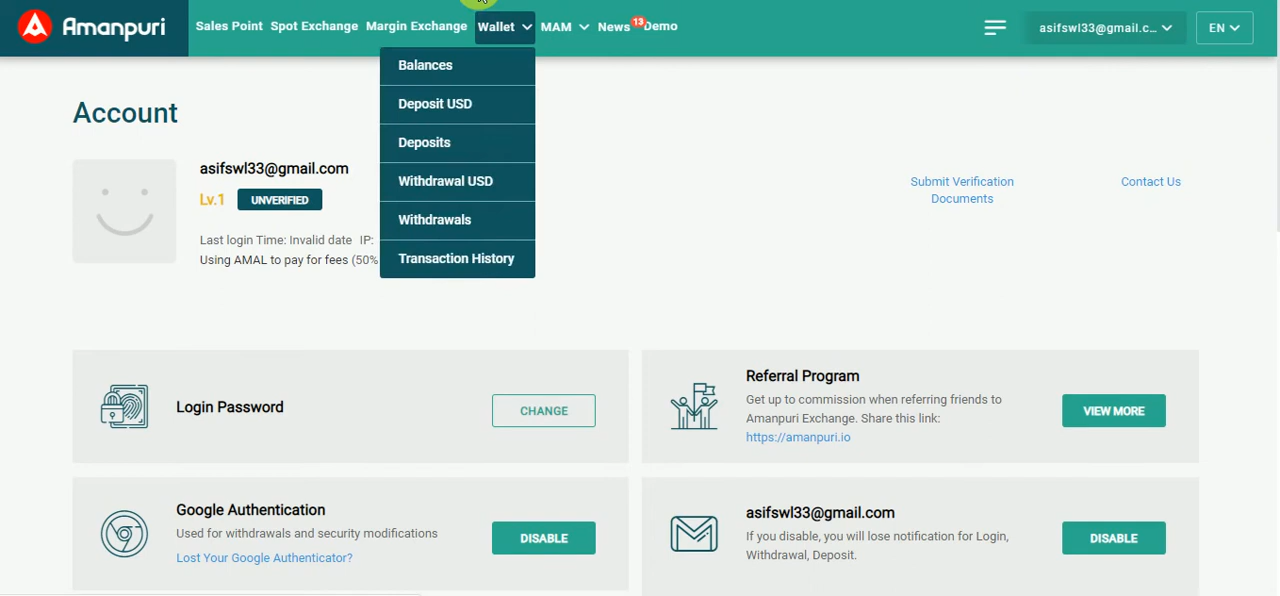 Amanpuri
Sales Point Spot Exchange Margin Exchange Wallet MAM News 13 Demo
asifswl33@gmail.c... EN
Balances
Deposit USD
Deposits
Withdrawal USD
Withdrawals
Transaction History
Account
asifswl33@gmail.com
Lv.1 UNVERIFIED
Last login Time: Invalid date IP:
Using AMAL to pay for fees (50%
Submit Verification
Documents
Contact Us
Login Password
CHANGE
Referral Program
Get up to commission when referring friends to
Amanpuri Exchange. Share this link:
https://amanpuri.io
VIEW MORE
Google Authentication
Used for withdrawals and security modifications
Lost Your Google Authenticator?
DISABLE
asifswl33@gmail.com
If you disable, you will lose notification for Login,
Withdrawal, Deposit.
DISABLE